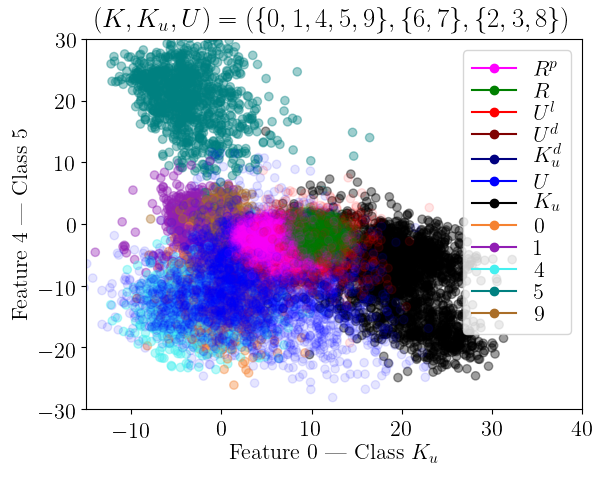 (K, K_u, U) = ({0, 1, 4, 5, 9}, {6, 7}, {2, 3, 8})
30
20
10
0
−10
−20
−30
Feature 4 — Class 5
R^p
R
U^l
U^d
K_u^d
U
K_u
0
1
4
5
9
−10
0
10
20
30
40
Feature 0 — Class K_u